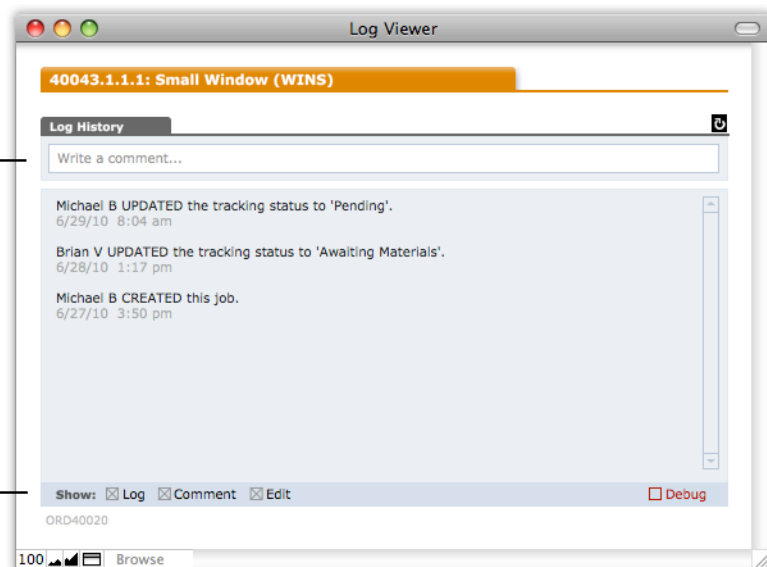 Log Viewer
40043.1.1.1: Small Window (WINS)
Log History
Write a comment...
Michael B UPDATED the tracking status to 'Pending'.
6/29/10 8:04 am
Brian V UPDATED the tracking status to 'Awaiting Materials'.
6/28/10 1:17 pm
Michael B CREATED this job.
6/27/10 3:50 pm
Show: Log Comment Edit Debug
ORD40020
100 Browse